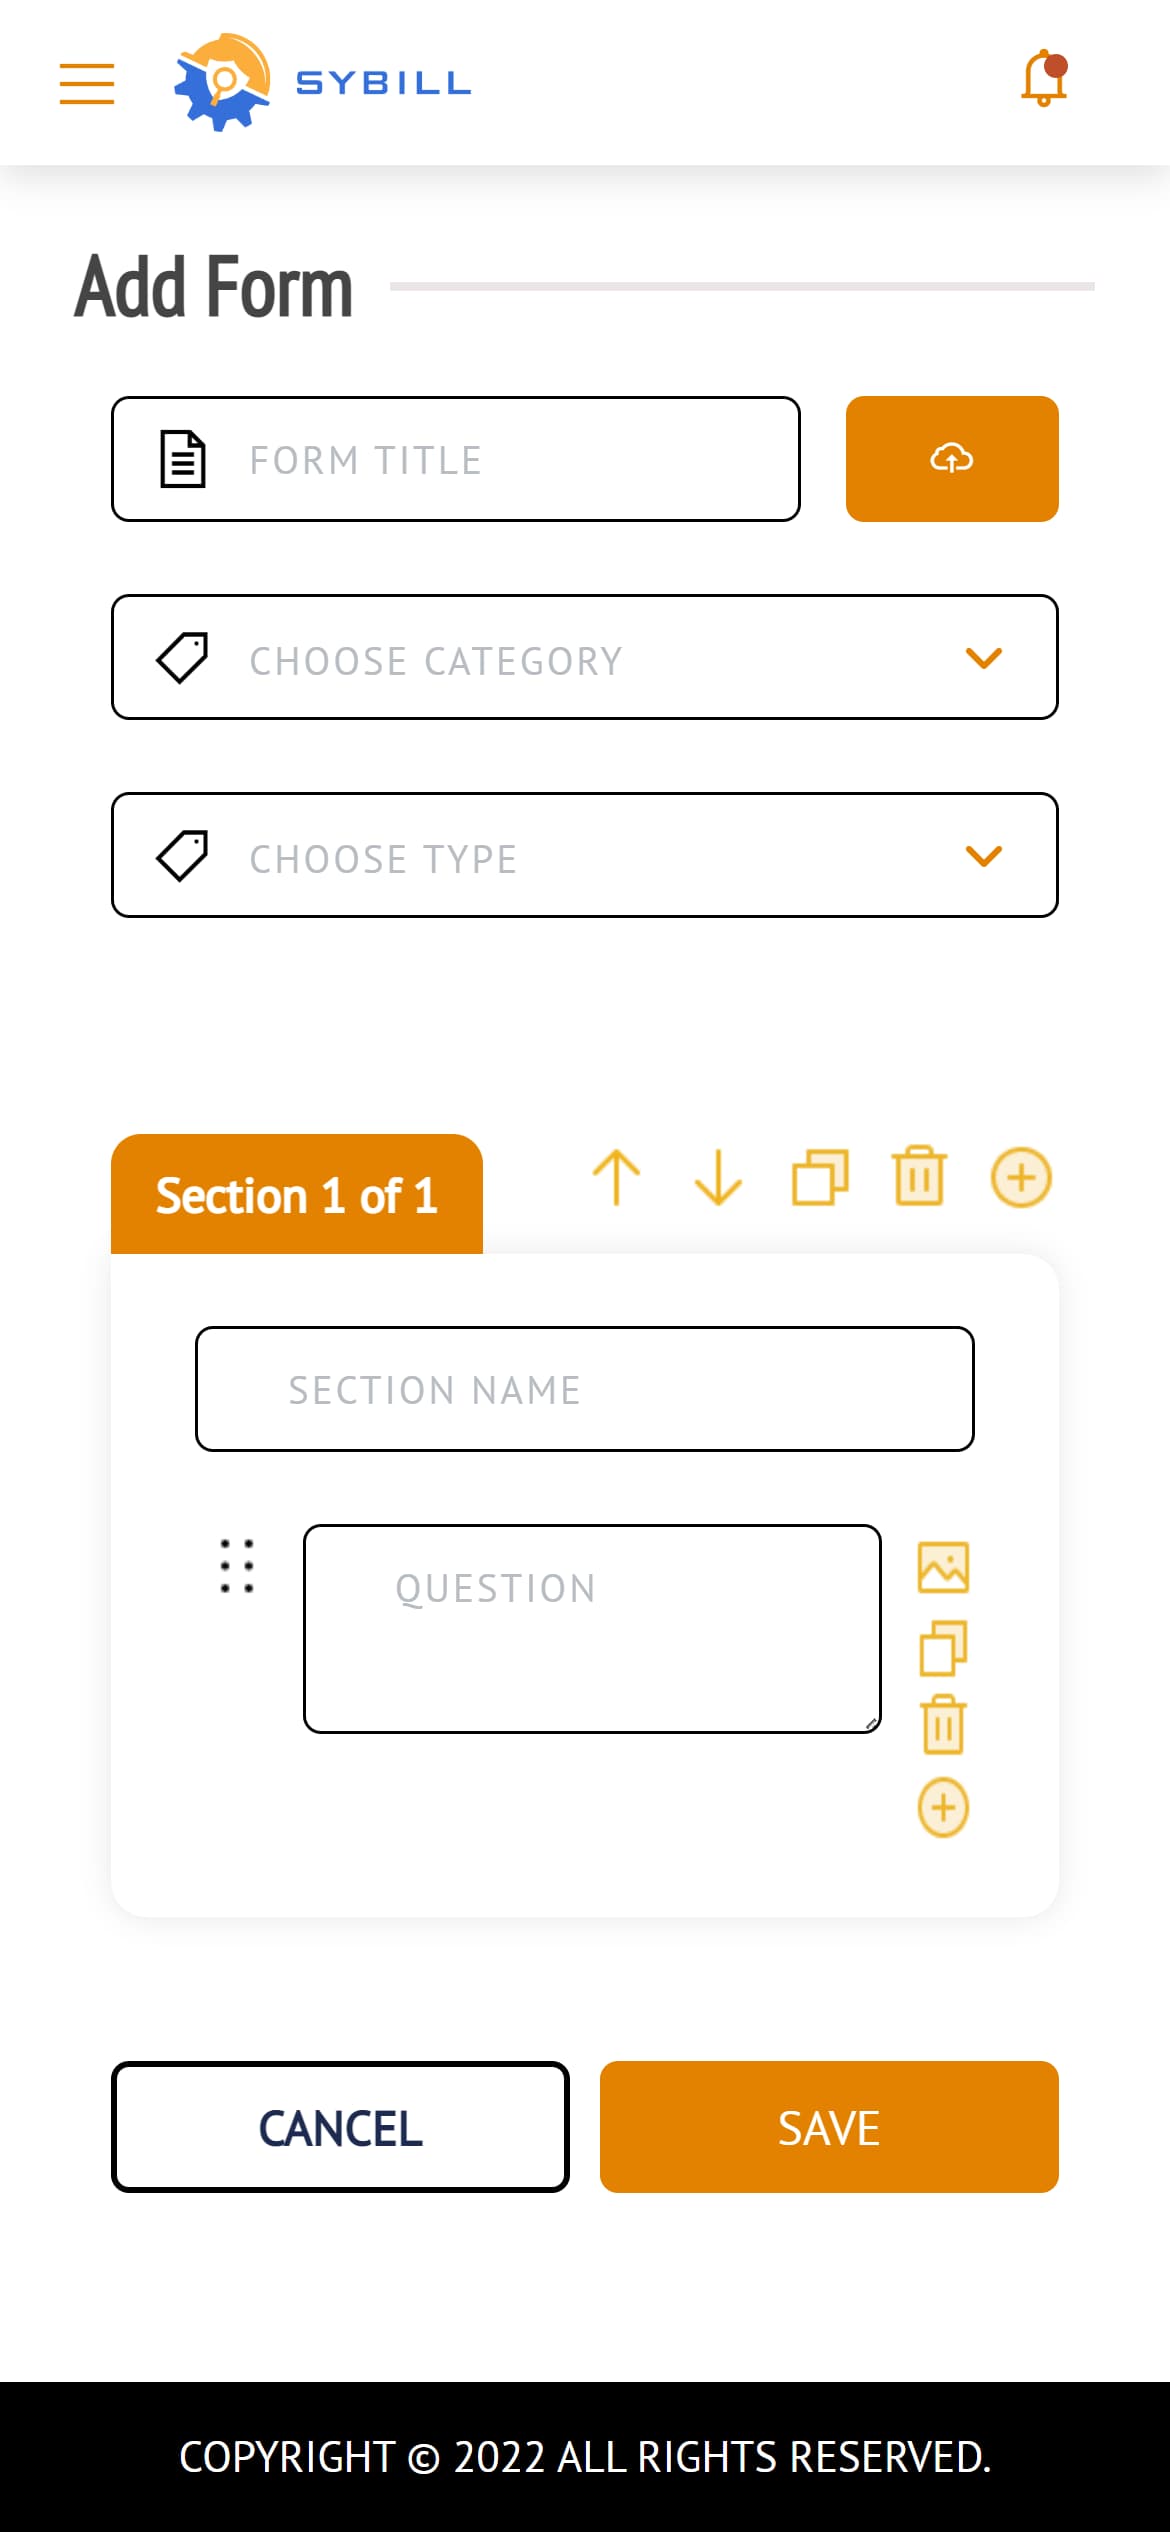 SYBILL
Add Form
FORM TITLE
CHOOSE CATEGORY
CHOOSE TYPE
Section 1 of 1
SECTION NAME
QUESTION
CANCEL
SAVE
COPYRIGHT © 2022 ALL RIGHTS RESERVED.